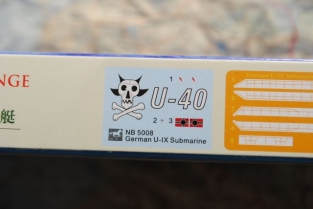 NGE
艇
1
U-40
2 - 3
NB 5008
German U-IX Submarine